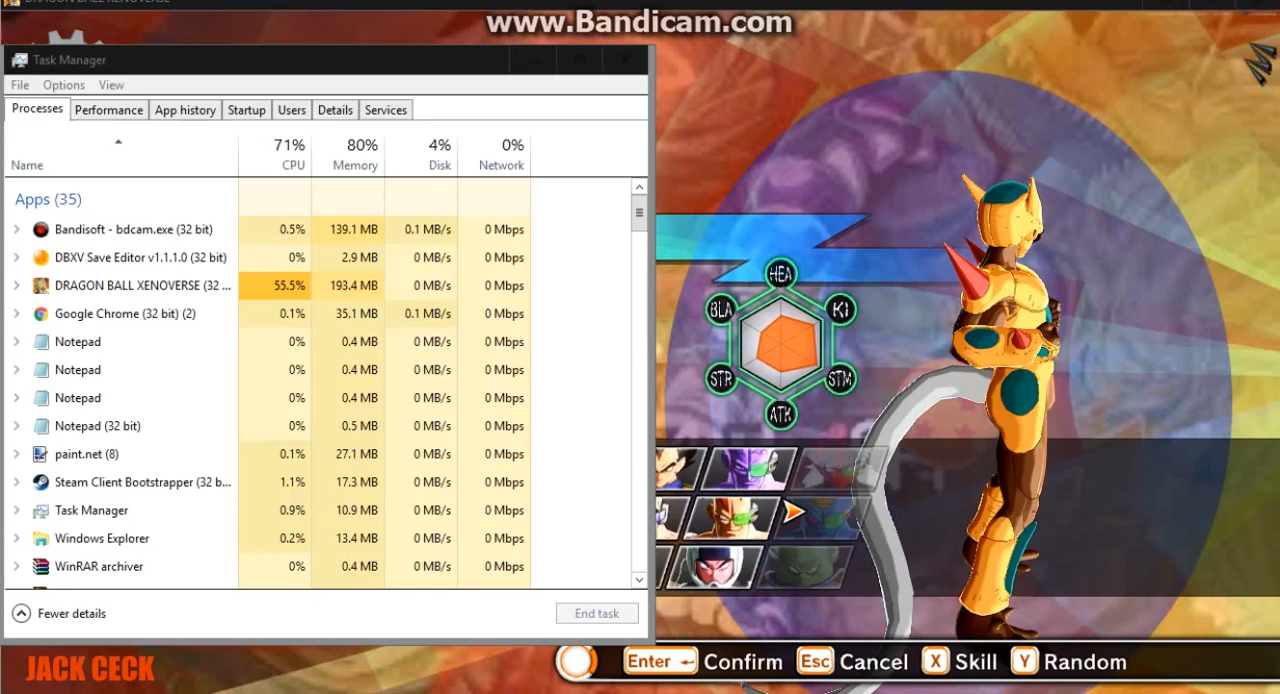 DRAGON BALL XENOVERSE
www.Bandicam.com
Task Manager
File Options View
Processes Performance App history Startup Users Details Services
71% 80% 4% 0%
Name CPU Memory Disk Network
Apps (35)
Bandisoft - bdcam.exe (32 bit) 0.5% 139.1 MB 0.1 MB/s 0 Mbps
DBXV Save Editor v1.1.1.0 (32 bit) 0% 2.9 MB 0 MB/s 0 Mbps
DRAGON BALL XENOVERSE (32 ... 55.5% 193.4 MB 0 MB/s 0 Mbps
Google Chrome (32 bit) (2) 0.1% 35.1 MB 0.1 MB/s 0 Mbps
Notepad 0% 0.4 MB 0 MB/s 0 Mbps
Notepad 0% 0.4 MB 0 MB/s 0 Mbps
Notepad 0% 0.4 MB 0 MB/s 0 Mbps
Notepad (32 bit) 0% 0.5 MB 0 MB/s 0 Mbps
paint.net (8) 0.1% 27.1 MB 0 MB/s 0 Mbps
Steam Client Bootstrapper (32 b... 1.1% 17.3 MB 0 MB/s 0 Mbps
Task Manager 0.9% 10.9 MB 0 MB/s 0 Mbps
Windows Explorer 0.2% 13.4 MB 0 MB/s 0 Mbps
WinRAR archiver 0% 0.4 MB 0 MB/s 0 Mbps
Fewer details End task
HEA
BLA KI
STR STM
ATK
JACK CECK
Enter Confirm Esc Cancel X Skill Y Random